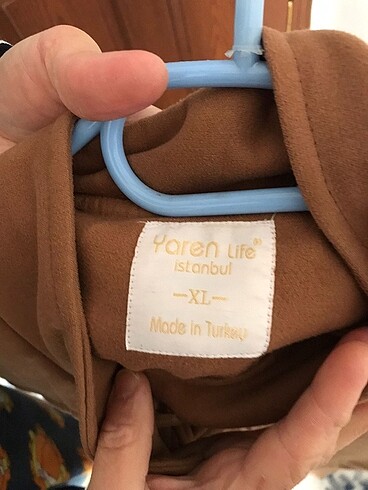 Yaren Life®
istanbul
—XL—
Made in Turkey